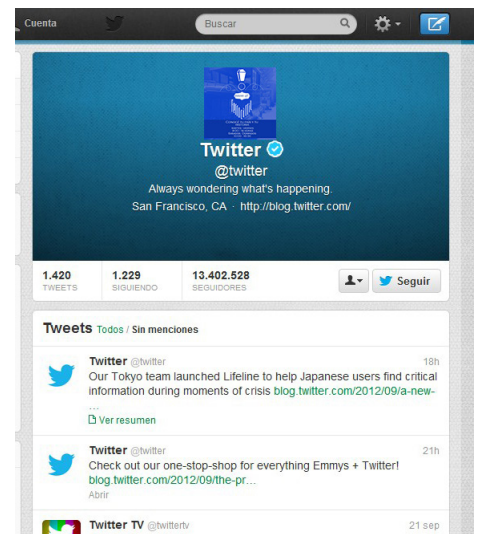 Cuenta
Buscar
Twitter
@twitter
Always wondering what's happening.
San Francisco, CA · http://blog.twitter.com/
1.420 1.229 13.402.528
TWEETS SIGUIENDO SEGUIDORES
Seguir
Tweets Todos / Sin menciones
Twitter @twitter 18h
Our Tokyo team launched Lifeline to help Japanese users find critical
information during moments of crisis blog.twitter.com/2012/09/a-new-
…
Ver resumen
Twitter @twitter 21h
Check out our one-stop-shop for everything Emmys + Twitter!
blog.twitter.com/2012/09/the-pr…
Abrir
Twitter TV @twittertv 21 sep